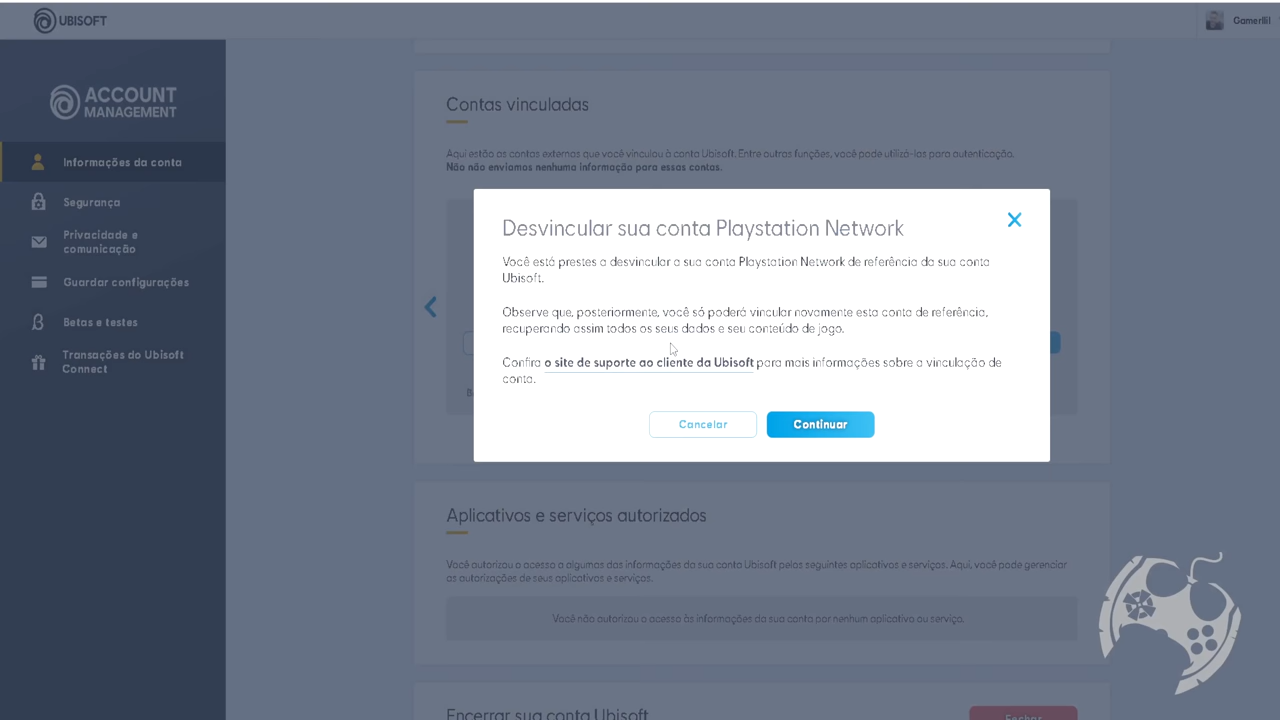 UBISOFT
Gamerllil
ACCOUNT
MANAGEMENT
Informações da conta
Segurança
Privacidade e
comunicação
Guardar configurações
Betas e testes
Transações do Ubisoft
Connect
Contas vinculadas
Aqui estão as contas externas que você vinculou à conta Ubisoft. Entre outras funções, você pode utilizá-las para autenticação.
Não não enviamos nenhuma informação para essas contas.
Desvincular sua conta Playstation Network
Você está prestes a desvincular a sua conta Playstation Network de referência da sua conta
Ubisoft.
Observe que, posteriormente, você só poderá vincular novamente esta conta de referência,
recuperando assim todos os seus dados e seu conteúdo de jogo.
Confira o site de suporte ao cliente da Ubisoft para mais informações sobre a vinculação de
conta.
Cancelar
Continuar
Aplicativos e serviços autorizados
Você autorizou o acesso a algumas das informações da sua conta Ubisoft pelos seguintes aplicativos e serviços. Aqui, você pode gerenciar
as autorizações de seus aplicativos e serviços.
Você não autorizou o acesso às informações da sua conta por nenhum aplicativo ou serviço.
Encerrar sua conta Ubisoft
Fechar